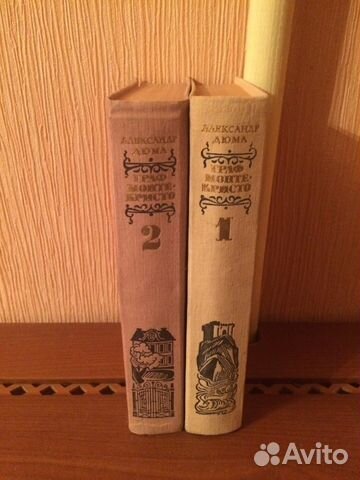 АЛЕКСАНДР
ДЮМА
ГРАФ
МОНТЕ-
КРИСТО
2
АЛЕКСАНДР
ДЮМА
ГРАФ
МОНТЕ-
КРИСТО
1
Avito